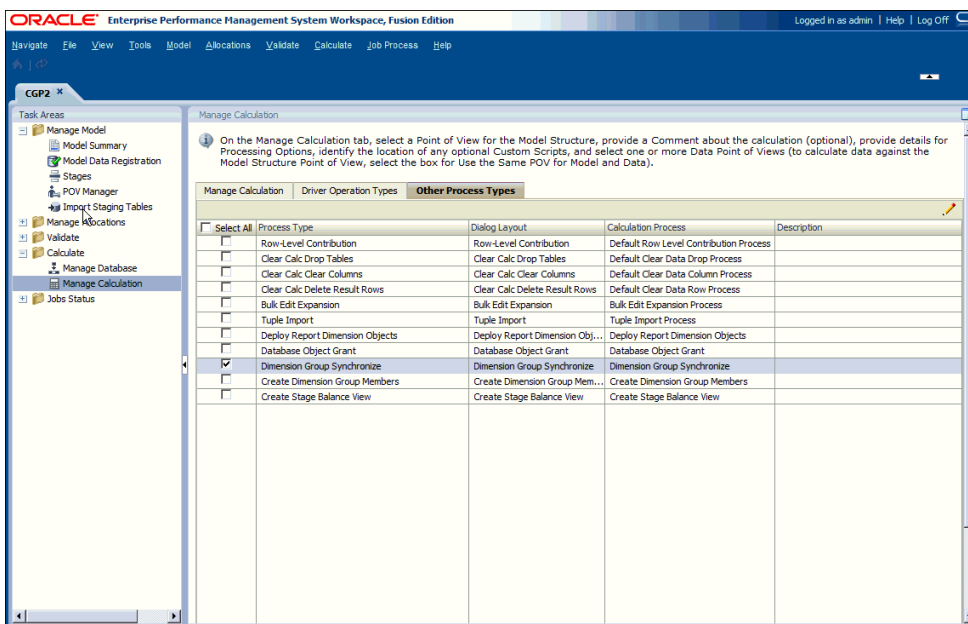 ORACLE Enterprise Performance Management System Workspace, Fusion Edition Logged in as admin | Help | Log Off
Navigate File View Tools Model Allocations Validate Calculate Job Process Help
CGP2
Task Areas
Manage Model
Model Summary
Model Data Registration
Stages
POV Manager
Import Staging Tables
Manage Allocations
Validate
Calculate
Manage Database
Manage Calculation
Jobs Status
Manage Calculation
On the Manage Calculation tab, select a Point of View for the Model Structure, provide a Comment about the calculation (optional), provide details for
Processing Options, identify the location of any optional Custom Scripts, and select one or more Data Point of Views (to calculate data against the
Model Structure Point of View, select the box for Use the Same POV for Model and Data).
Manage Calculation Driver Operation Types Other Process Types
Select All Process Type Dialog Layout Calculation Process Description
Row-Level Contribution Row-Level Contribution Default Row Level Contribution Process
Clear Calc Drop Tables Clear Calc Drop Tables Default Clear Data Drop Process
Clear Calc Clear Columns Clear Calc Clear Columns Default Clear Data Column Process
Clear Calc Delete Result Rows Clear Calc Delete Result Rows Default Clear Data Row Process
Bulk Edit Expansion Bulk Edit Expansion Bulk Edit Expansion Process
Tuple Import Tuple Import Tuple Import Process
Deploy Report Dimension Objects Deploy Report Dimension Obj... Deploy Report Dimension Objects
Database Object Grant Database Object Grant Database Object Grant
Dimension Group Synchronize Dimension Group Synchronize Dimension Group Synchronize
Create Dimension Group Members Create Dimension Group Mem... Create Dimension Group Members
Create Stage Balance View Create Stage Balance View Create Stage Balance View